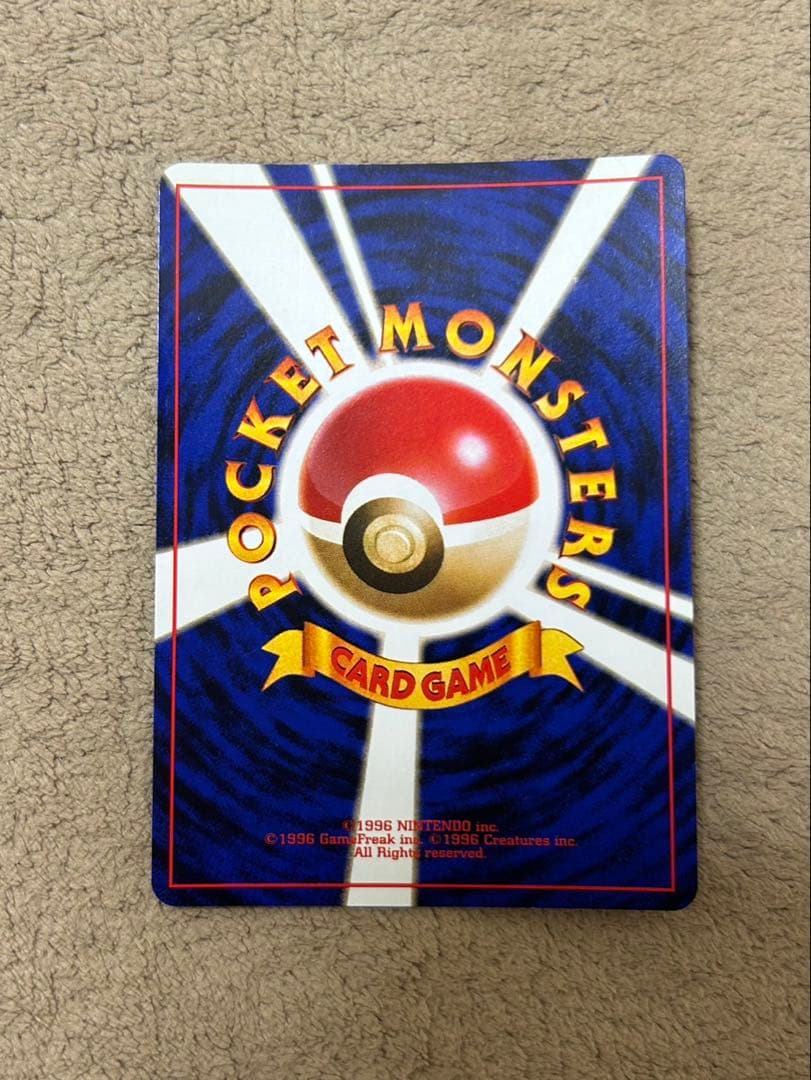 POCKET MONSTERS
CARD GAME
©1996 NINTENDO inc.
©1996 GameFreak inc. ©1996 Creatures inc.
All Rights reserved.